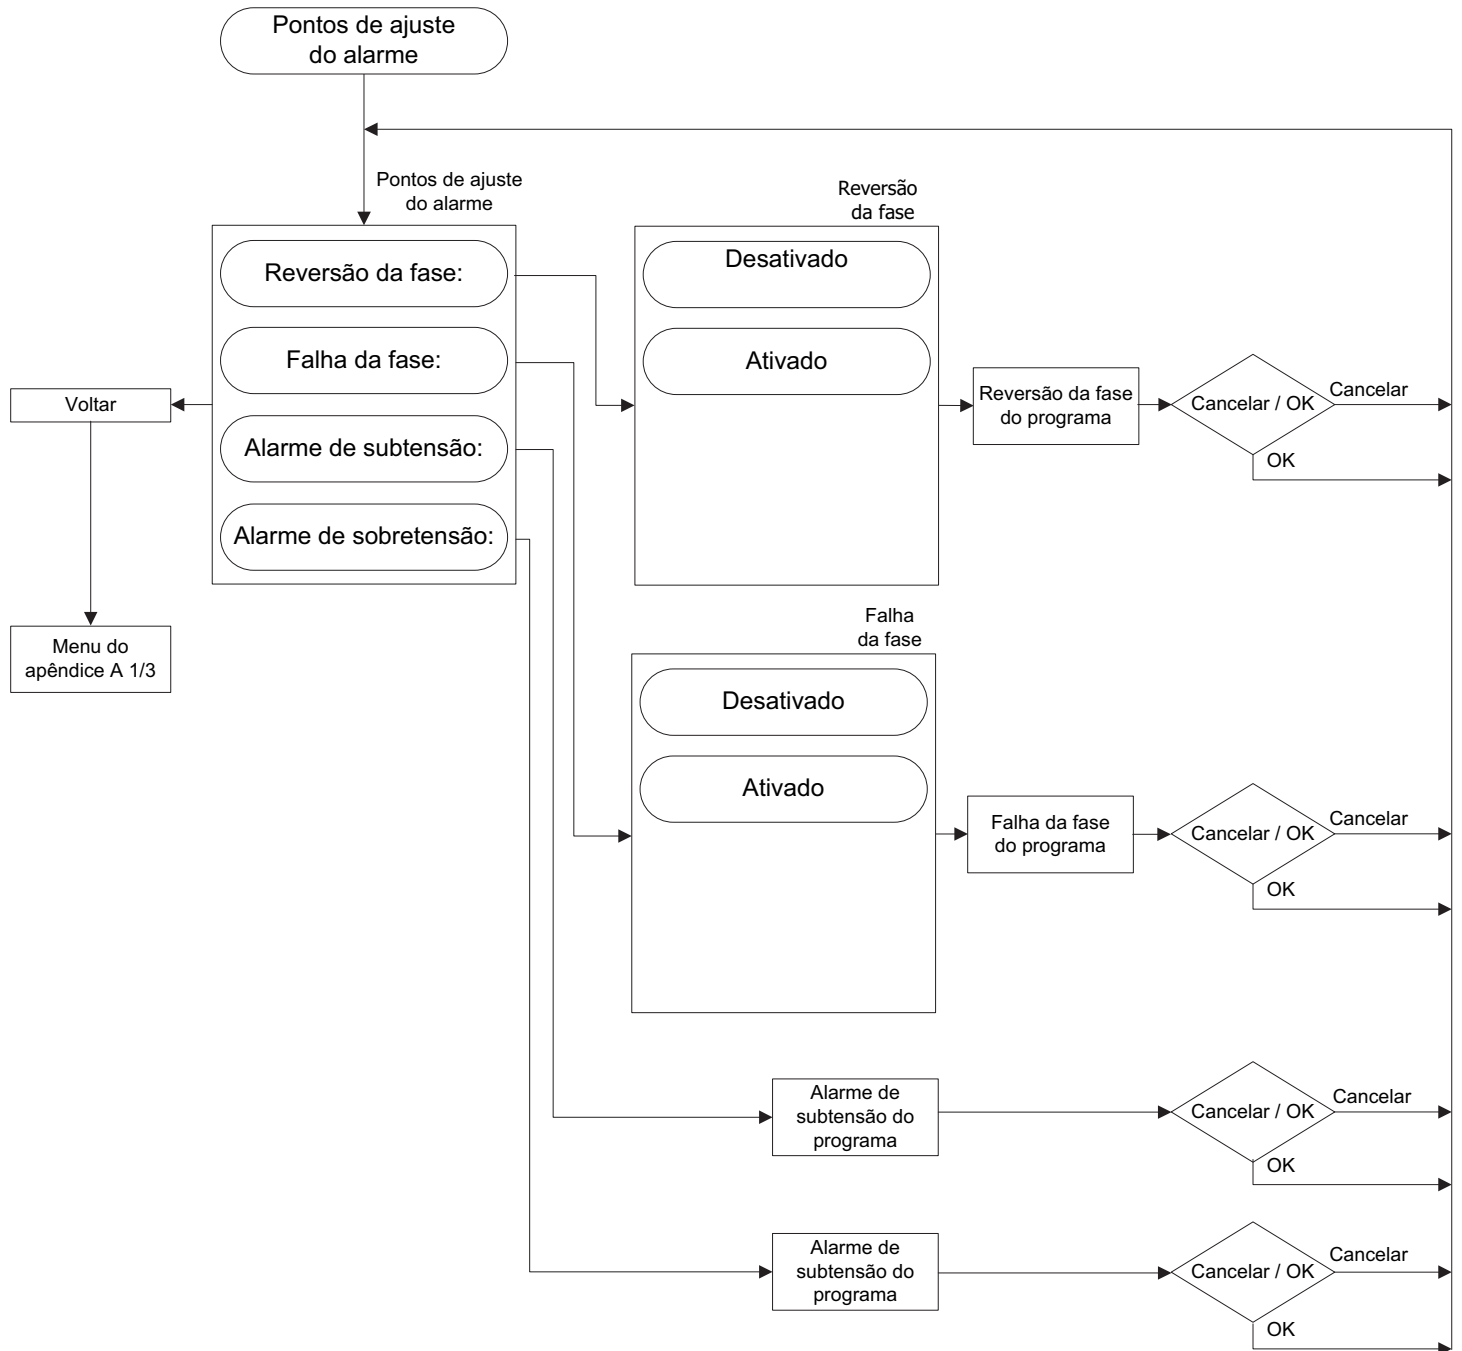 Pontos de ajuste
do alarme
Pontos de ajuste
do alarme
Reversão da fase:
Falha da fase:
Alarme de subtensão:
Alarme de sobretensão:
Voltar
Menu do
apêndice A 1/3
Reversão
da fase
Desativado
Ativado
Reversão da fase
do programa
Cancelar / OK
Cancelar
OK
Falha
da fase
Desativado
Ativado
Falha da fase
do programa
Cancelar / OK
Cancelar
OK
Alarme de
subtensão do
programa
Cancelar / OK
Cancelar
OK
Alarme de
subtensão do
programa
Cancelar / OK
Cancelar
OK